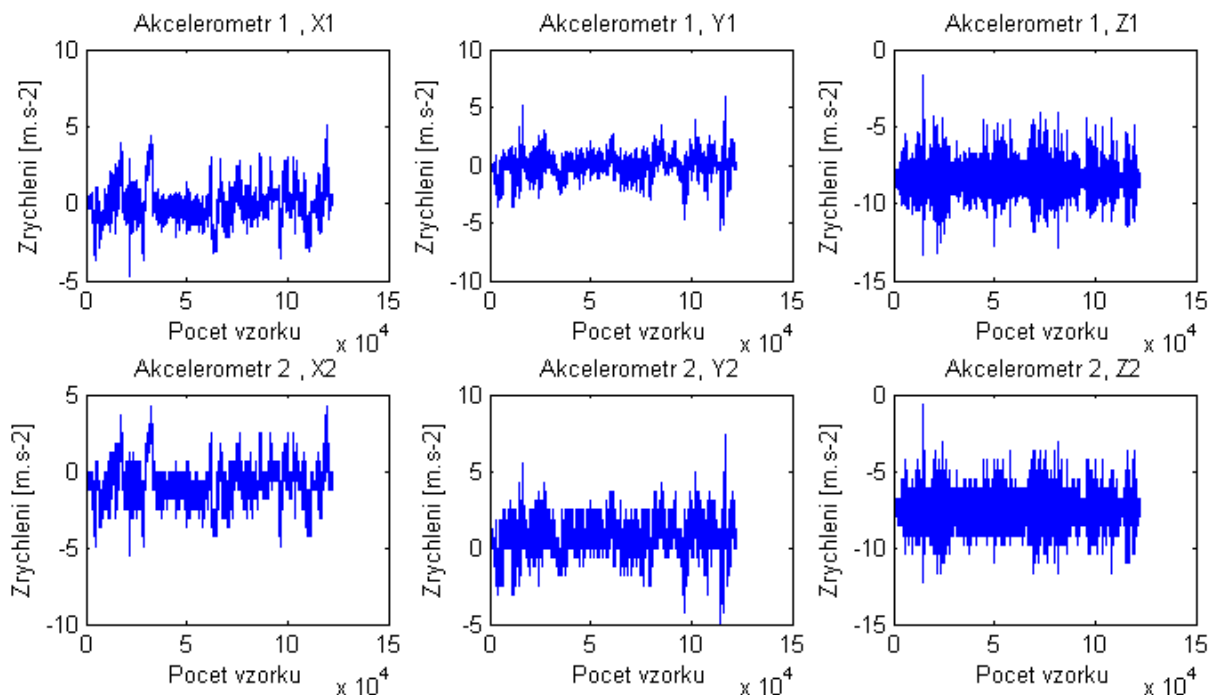 Akcelerometr 1 , X1
Zrychleni [m.s-2]
10
5
0
-5
0 5 10 15
x 10^4
Pocet vzorku
Akcelerometr 1, Y1
Zrychleni [m.s-2]
10
5
0
-5
-10
0 5 10 15
x 10^4
Pocet vzorku
Akcelerometr 1, Z1
Zrychleni [m.s-2]
-0
-5
-10
-15
0 5 10 15
x 10^4
Pocet vzorku
Akcelerometr 2 , X2
Zrychleni [m.s-2]
5
0
-5
-10
0 5 10 15
x 10^4
Pocet vzorku
Akcelerometr 2, Y2
Zrychleni [m.s-2]
10
5
0
-5
0 5 10 15
x 10^4
Pocet vzorku
Akcelerometr 2, Z2
Zrychleni [m.s-2]
-0
-5
-10
-15
0 5 10 15
x 10^4
Pocet vzorku